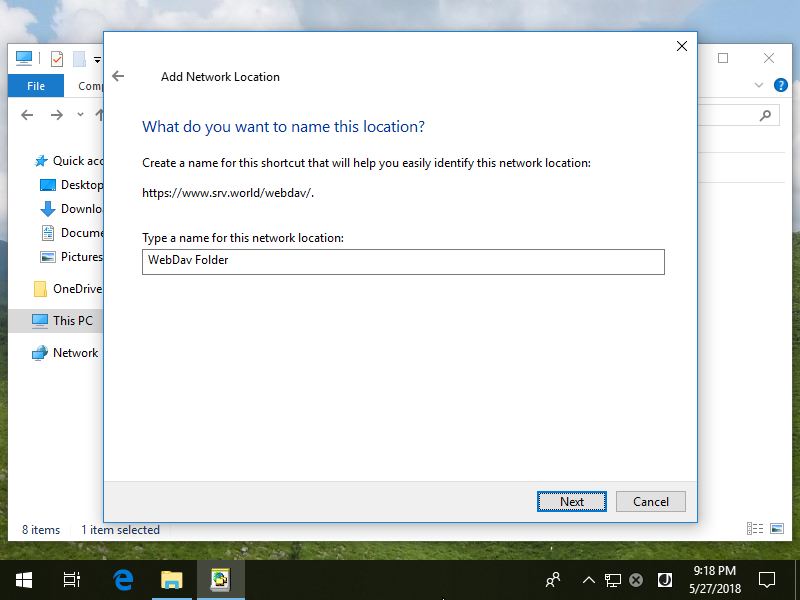 Add Network Location
File
Comp
What do you want to name this location?
Create a name for this shortcut that will help you easily identify this network location:
https://www.srv.world/webdav/.
Type a name for this network location:
WebDav Folder
Quick acc
Desktop
Downlo
Docume
Pictures
OneDrive
This PC
Network
Next
Cancel
8 items
1 item selected
9:18 PM
5/27/2018